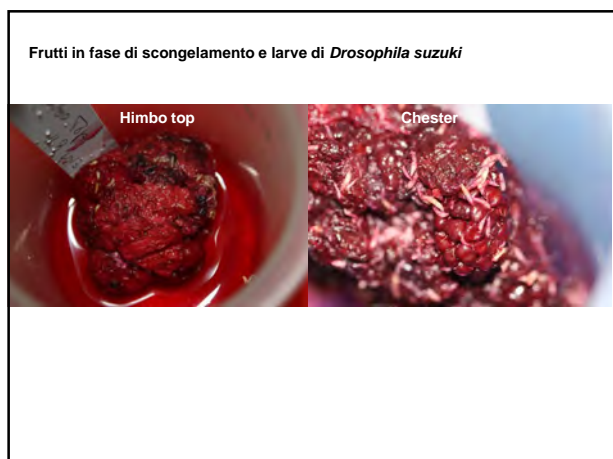 Frutti in fase di scongelamento e larve di Drosophila suzuki
Himbo top
Chester